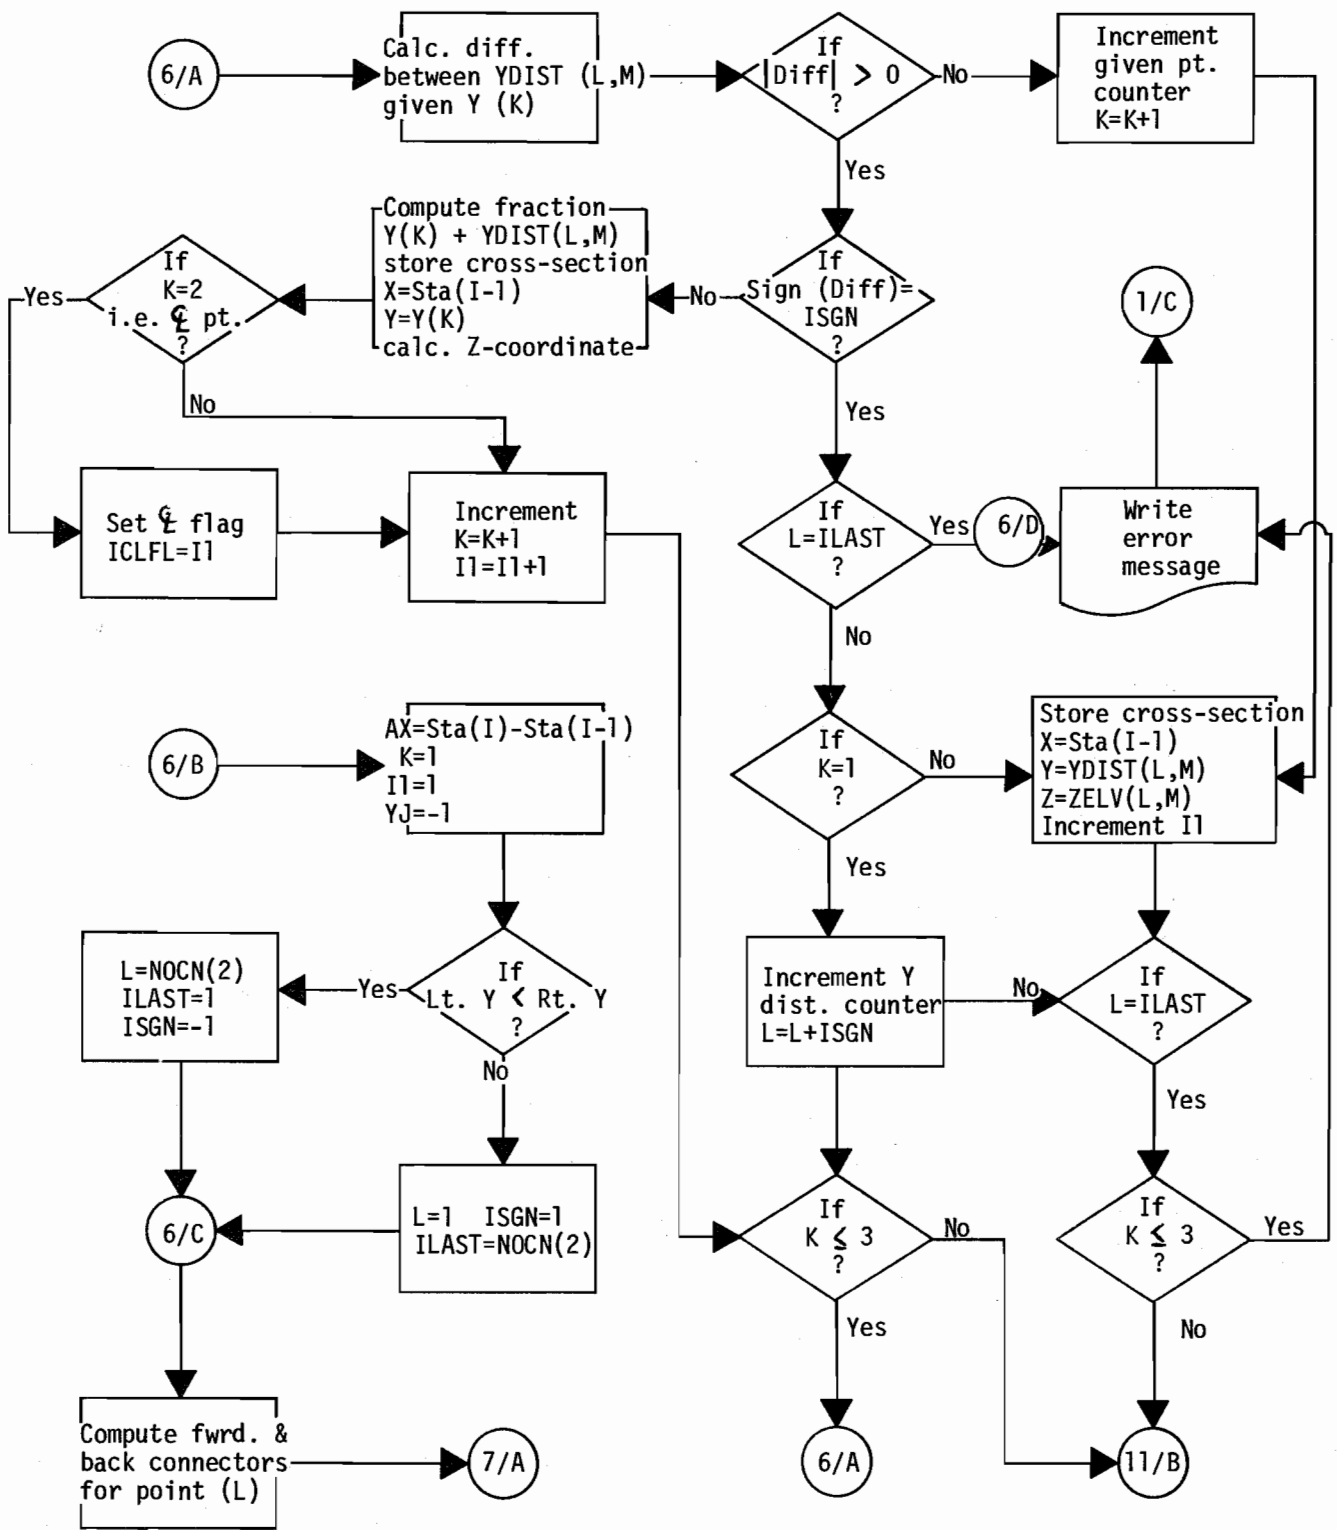 6/A
Calc. diff.
between YDIST (L,M)
given Y (K)
If
|Diff| > 0
?
No
Increment
given pt.
counter
K=K+1
Yes
Compute fraction
Y(K) + YDIST(L,M)
store cross-section
X=Sta(I-1)
Y=Y(K)
calc. Z-coordinate
If
K=2
i.e. ℄ pt.
?
Yes
No
If
Sign (Diff)=
ISGN
?
No
Yes
1/C
Set ℄ flag
ICLFL=I1
Increment
K=K+1
I1=I1+1
If
L=ILAST
?
Yes
6/D
Write
error
message
No
6/B
AX=Sta(I)-Sta(I-1)
K=1
I1=1
YJ=-1
If
K=1
?
No
Store cross-section
X=Sta(I-1)
Y=YDIST(L,M)
Z=ZELV(L,M)
Increment I1
Yes
L=NOCN(2)
ILAST=1
ISGN=-1
Yes
If
Lt. Y < Rt. Y
?
No
Increment Y
dist. counter
L=L+ISGN
No
If
L=ILAST
?
Yes
6/C
L=1 ISGN=1
ILAST=NOCN(2)
If
K ≤ 3
?
No
Yes
If
K ≤ 3
?
Yes
No
Compute fwrd. &
back connectors
for point (L)
7/A
6/A
11/B